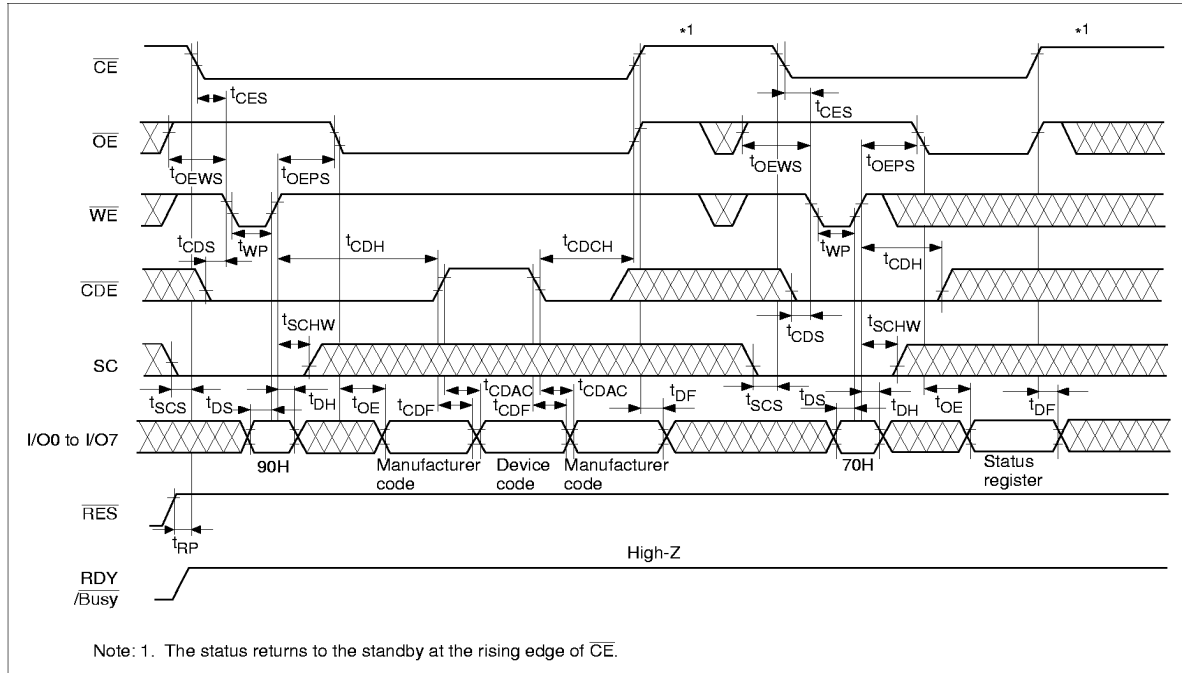 *1 *1
CE
tCES tCES
OE
tOEWS tOEPS tOEWS tOEPS
WE
tCDS tWP tCDH tCDCH tWP tCDH
CDE
tSCHW tCDS tSCHW
SC
tSCS tDS tDH tOE tCDF tCDAC tCDF tCDAC tDF tSCS tDS tDH tOE tDF
I/O0 to I/O7
90H Manufacturer code Device code Manufacturer code 70H Status register
RES
tRP
High-Z
RDY
/Busy
Note: 1. The status returns to the standby at the rising edge of CE.